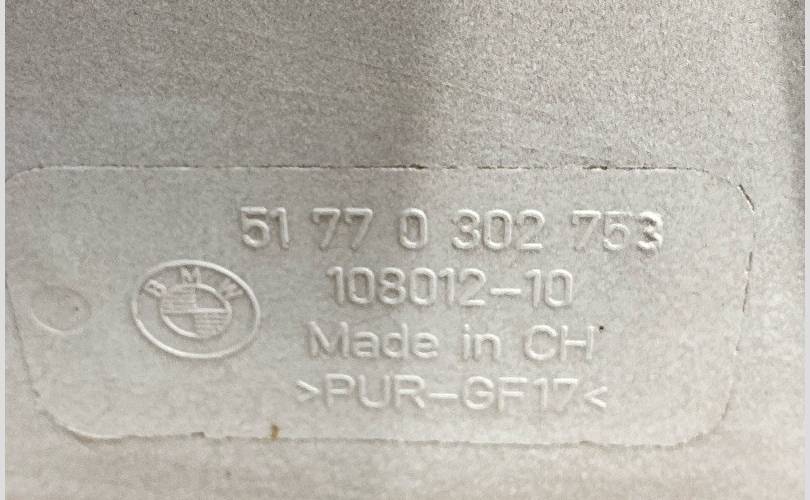 51 77 0 302 753
108012-10
BMW
Made in CH
>PUR-GF17<